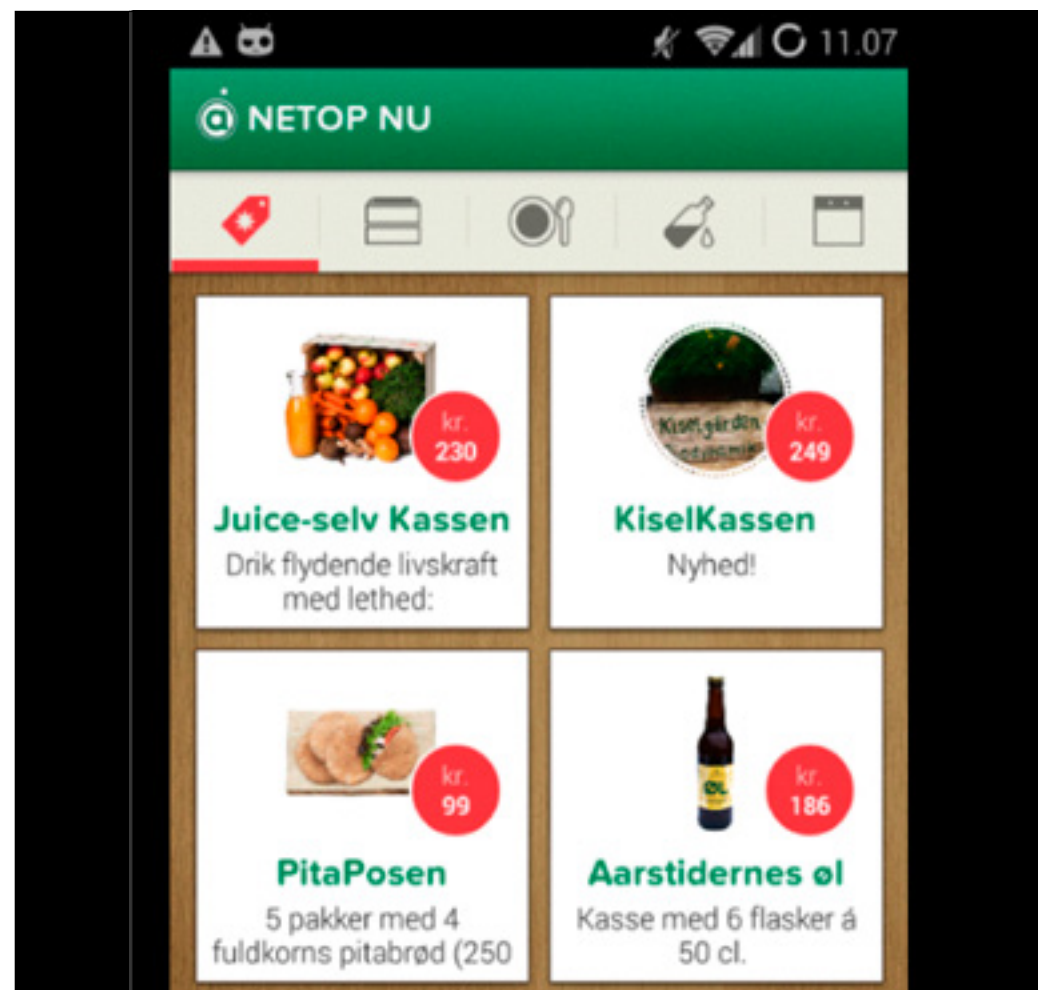 11.07
NETOP NU
kr.
230
Juice-selv Kassen
Drik flydende livskraft
med lethed:
Kiselgården
kr.
249
KiselKassen
Nyhed!
kr.
99
PitaPosen
5 pakker med 4
fuldkorns pitabrød (250
ØL
kr.
186
Aarstidernes øl
Kasse med 6 flasker á
50 cl.